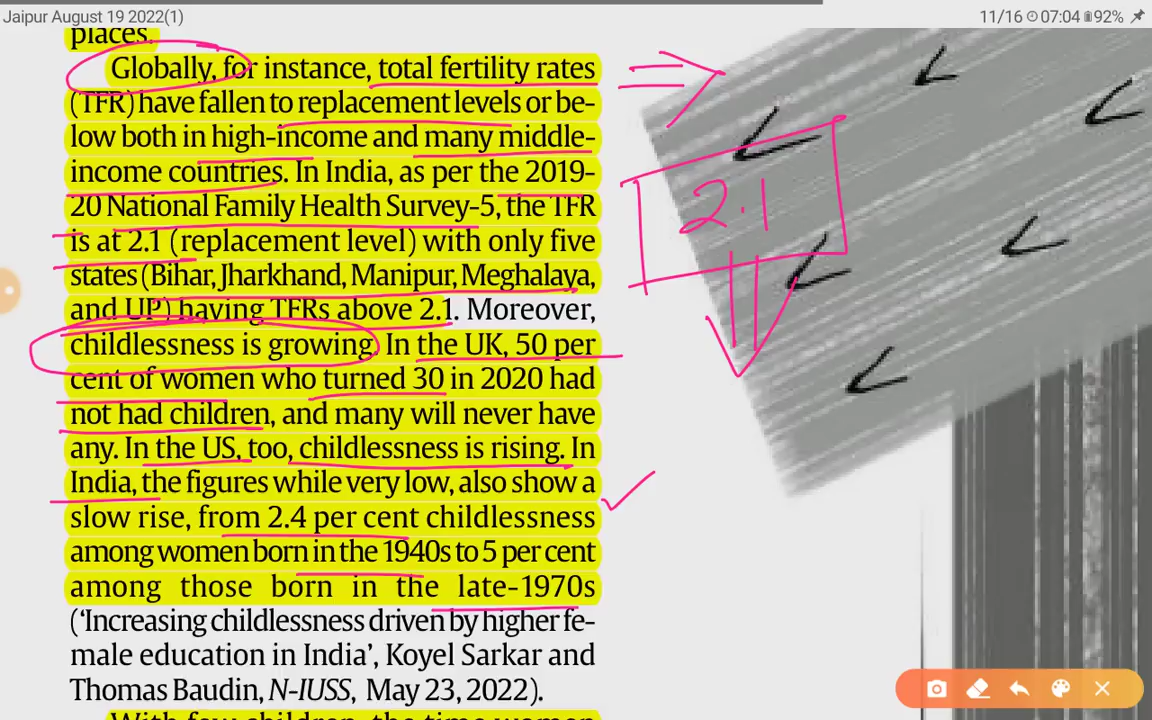 Jaipur August 19 2022(1)
11/16 07:04 92%
places.
Globally, for instance, total fertility rates
(TFR) have fallen to replacement levels or be-
low both in high-income and many middle-
income countries. In India, as per the 2019-
20 National Family Health Survey-5, the TFR
is at 2.1 (replacement level) with only five
states (Bihar, Jharkhand, Manipur, Meghalaya,
and UP) having TFRs above 2.1. Moreover,
childlessness is growing. In the UK, 50 per
cent of women who turned 30 in 2020 had
not had children, and many will never have
any. In the US, too, childlessness is rising. In
India, the figures while very low, also show a
slow rise, from 2.4 per cent childlessness
among women born in the 1940s to 5 per cent
among those born in the late-1970s
(‘Increasing childlessness driven by higher fe-
male education in India’, Koyel Sarkar and
Thomas Baudin, N-IUSS, May 23, 2022).
With few children, the time women
2.1